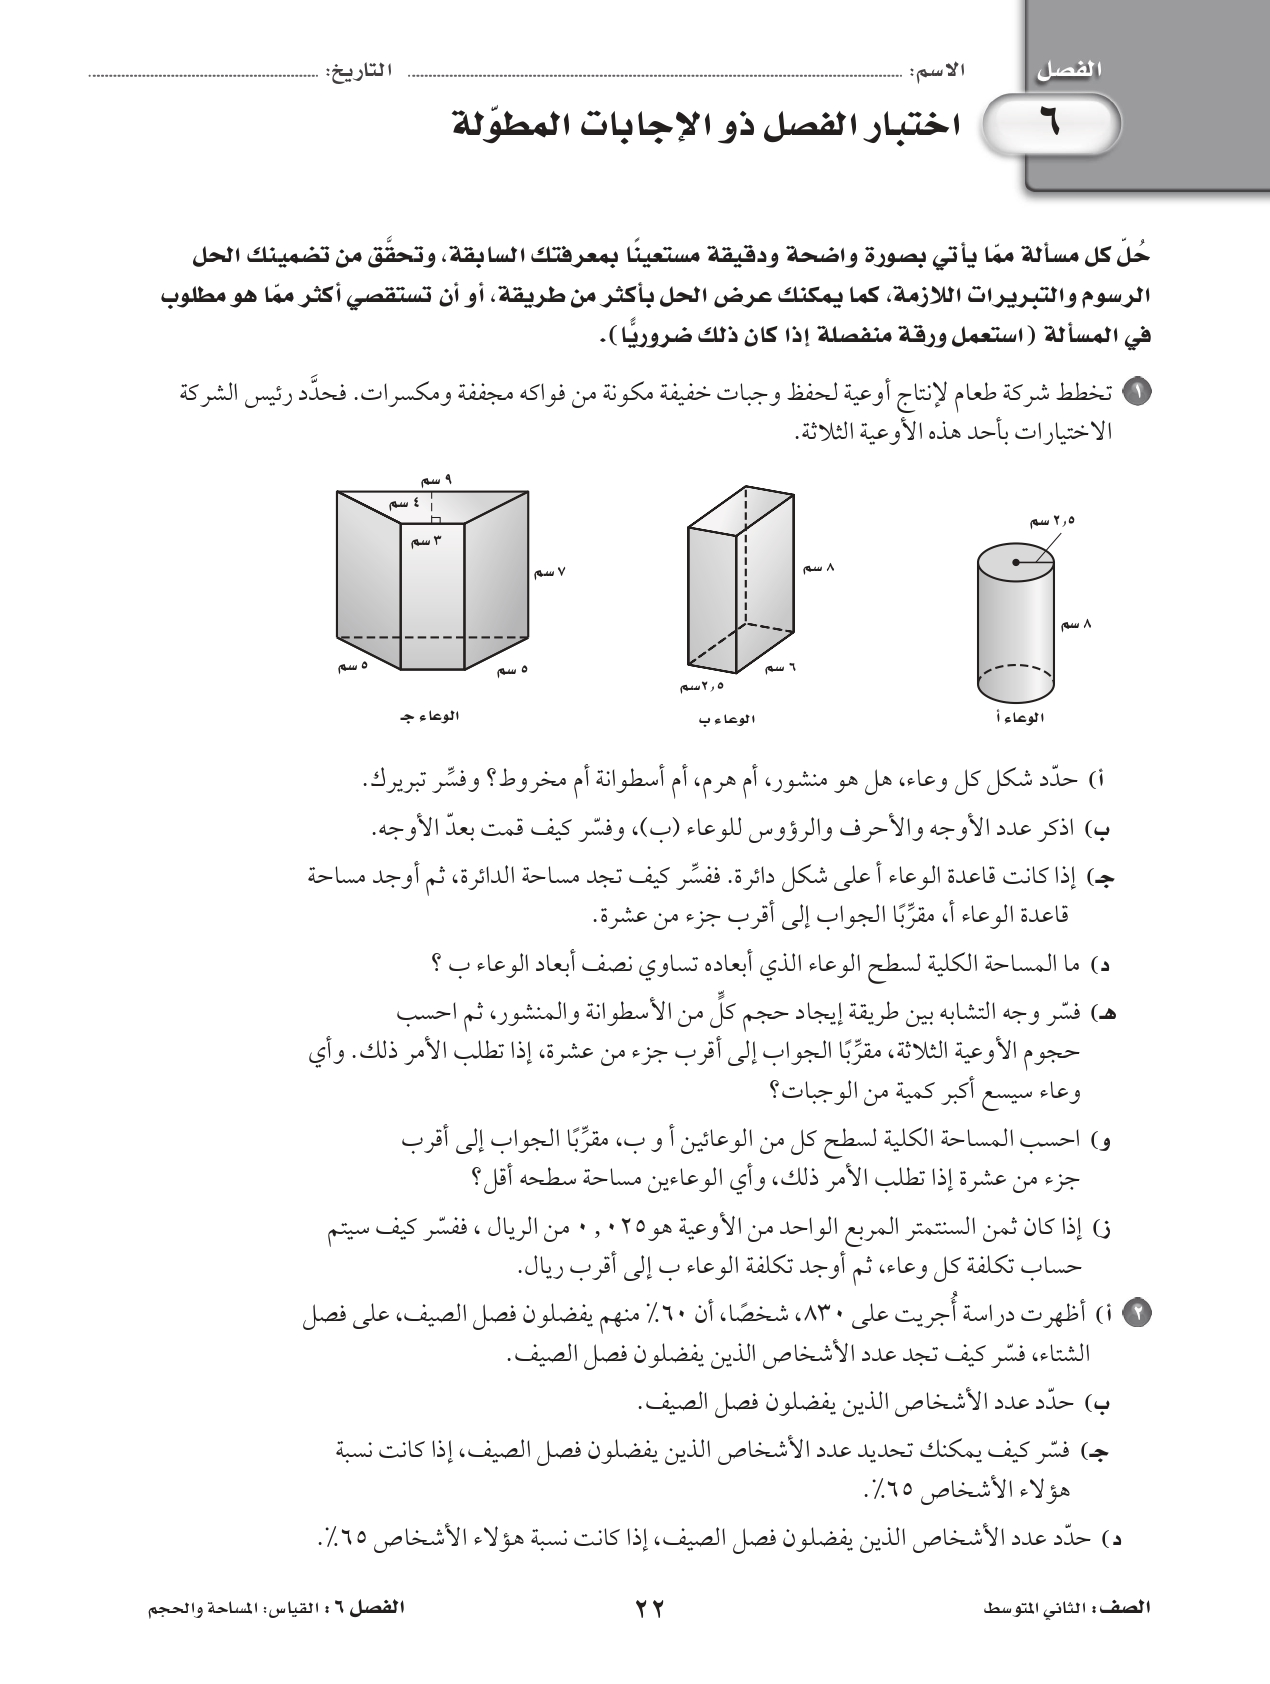 الفصل
٦
الاسم: التاريخ:
اختبار الفصل ذو الإجابات المطوّلة
حُلّ كل مسألة ممّا يأتي بصورة واضحة ودقيقة مستعينًا بمعرفتك السابقة، وتحقَّق من تضمينك الحل
الرسوم والتبريرات اللازمة، كما يمكنك عرض الحل بأكثر من طريقة، أو أن تستقصي أكثر ممّا هو مطلوب
في المسألة (استعمل ورقة منفصلة إذا كان ذلك ضروريًّا).
١ تخطط شركة طعام لإنتاج أوعية لحفظ وجبات خفيفة مكونة من فواكه مجففة ومكسرات. فحدَّد رئيس الشركة
الاختيارات بأحد هذه الأوعية الثلاثة.
٢,٥ سم
٨ سم
الوعاء أ
٨ سم
٦ سم
٢,٥سم
الوعاء ب
٩ سم
٤ سم
٣ سم
٧ سم
٥ سم
٥ سم
الوعاء جـ
أ) حدّد شكل كل وعاء، هل هو منشور، أم هرم، أم أسطوانة أم مخروط؟ وفسِّر تبريرك.
ب) اذكر عدد الأوجه والأحرف والرؤوس للوعاء (ب)، وفسّر كيف قمت بعدّ الأوجه.
جـ) إذا كانت قاعدة الوعاء أ على شكل دائرة. ففسِّر كيف تجد مساحة الدائرة، ثم أوجد مساحة
قاعدة الوعاء أ، مقرِّبًا الجواب إلى أقرب جزء من عشرة.
د) ما المساحة الكلية لسطح الوعاء الذي أبعاده تساوي نصف أبعاد الوعاء ب ؟
هـ) فسّر وجه التشابه بين طريقة إيجاد حجم كلٍّ من الأسطوانة والمنشور، ثم احسب
حجوم الأوعية الثلاثة، مقرِّبًا الجواب إلى أقرب جزء من عشرة، إذا تطلب الأمر ذلك. وأي
وعاء سيسع أكبر كمية من الوجبات؟
و) احسب المساحة الكلية لسطح كل من الوعائين أ و ب، مقرِّبًا الجواب إلى أقرب
جزء من عشرة إذا تطلب الأمر ذلك، وأي الوعاءين مساحة سطحه أقل؟
ز) إذا كان ثمن السنتمتر المربع الواحد من الأوعية هو ٠,٠٢٥ من الريال ، ففسّر كيف سيتم
حساب تكلفة كل وعاء، ثم أوجد تكلفة الوعاء ب إلى أقرب ريال.
٢ أ) أظهرت دراسة أُجريت على ٨٣٠، شخصًا، أن ٦٠٪ منهم يفضلون فصل الصيف، على فصل
الشتاء، فسّر كيف تجد عدد الأشخاص الذين يفضلون فصل الصيف.
ب) حدّد عدد الأشخاص الذين يفضلون فصل الصيف.
جـ) فسّر كيف يمكنك تحديد عدد الأشخاص الذين يفضلون فصل الصيف، إذا كانت نسبة
هؤلاء الأشخاص ٦٥٪.
د) حدّد عدد الأشخاص الذين يفضلون فصل الصيف، إذا كانت نسبة هؤلاء الأشخاص ٦٥٪.
الصف: الثاني المتوسط ٢٢ الفصل ٦ : القياس: المساحة والحجم